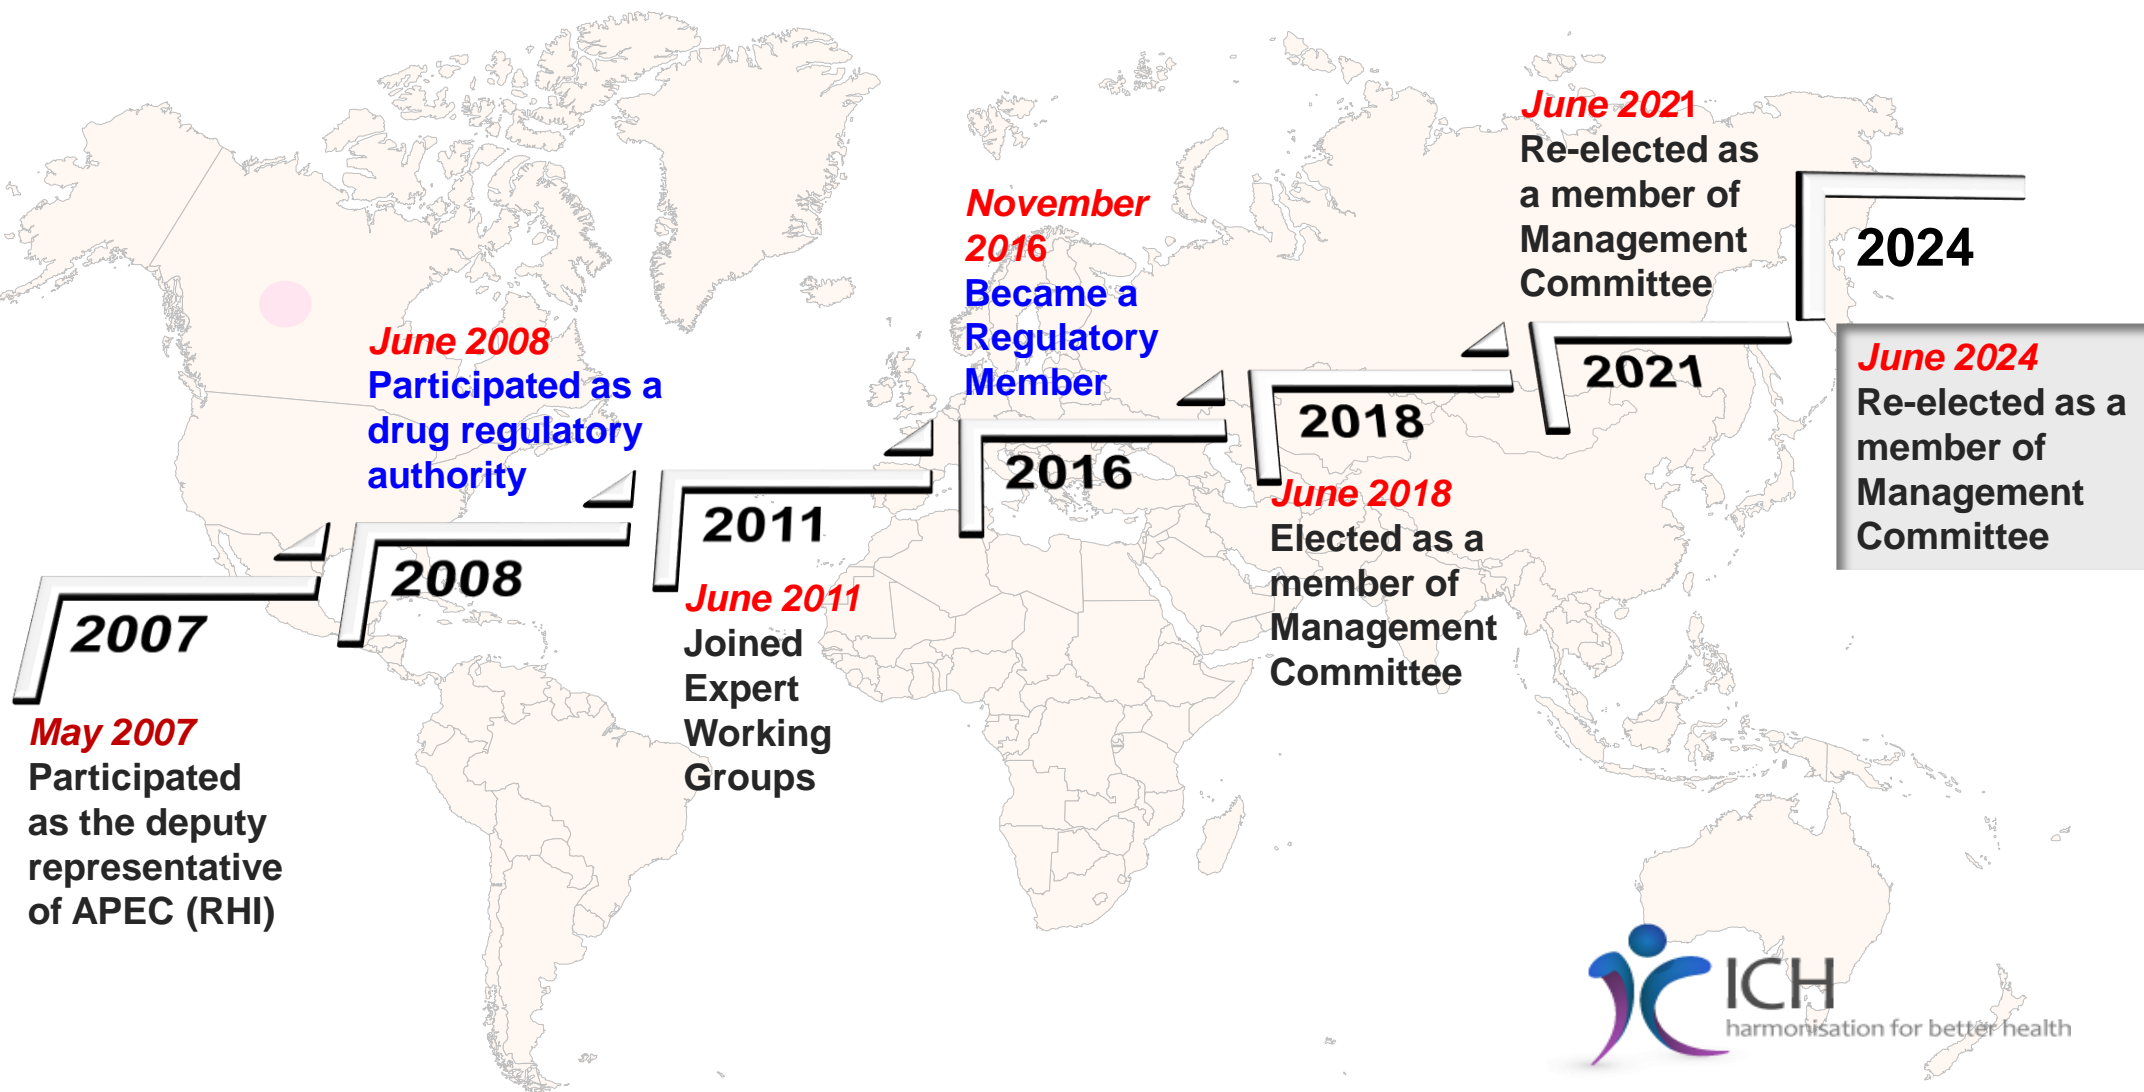 2007
May 2007
Participated
as the deputy
representative
of APEC (RHI)
2008
June 2008
Participated as a
drug regulatory
authority
2011
June 2011
Joined
Expert
Working
Groups
2016
November
2016
Became a
Regulatory
Member
2018
June 2018
Elected as a
member of
Management
Committee
2021
June 2021
Re-elected as
a member of
Management
Committee
2024
June 2024
Re-elected as a
member of
Management
Committee
ICH
harmonisation for better health